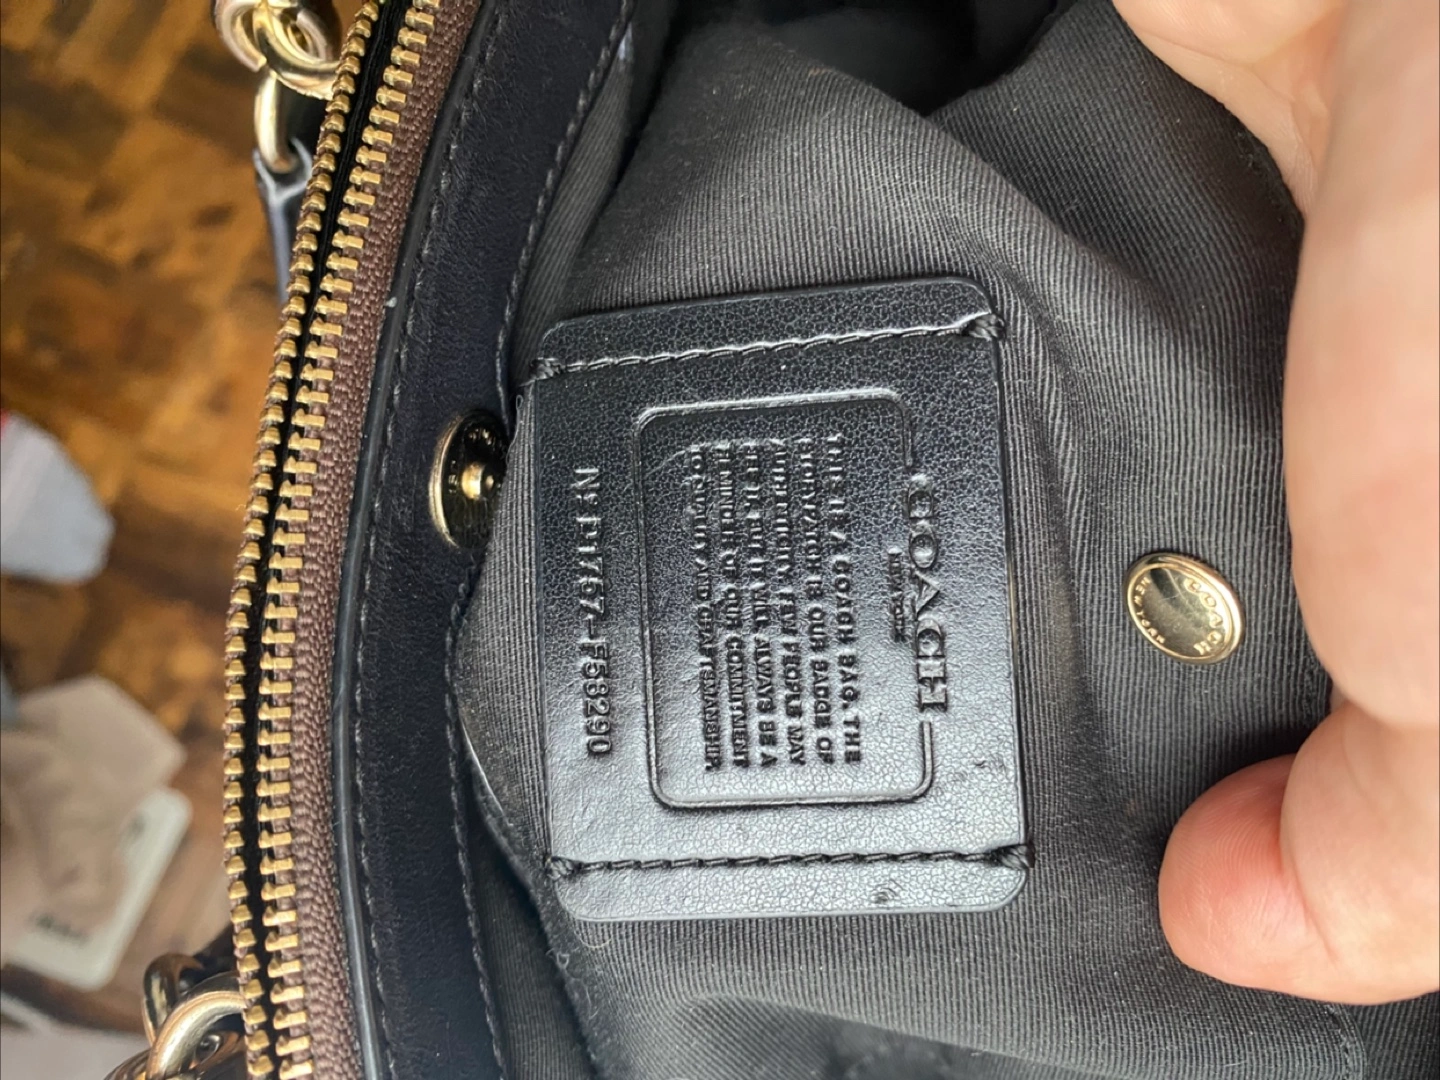 COACH
NEW YORK
THIS IS A COACH BAG. THE
STORYPATCH IS OUR BADGE OF
AUTHENTICITY. FEW PEOPLE MAY
SEE IT, BUT IT WILL ALWAYS BE A
REMINDER OF OUR COMMITMENT
TO QUALITY AND CRAFTSMANSHIP.
Nº D1767-F58290
COACH
NEW YORK